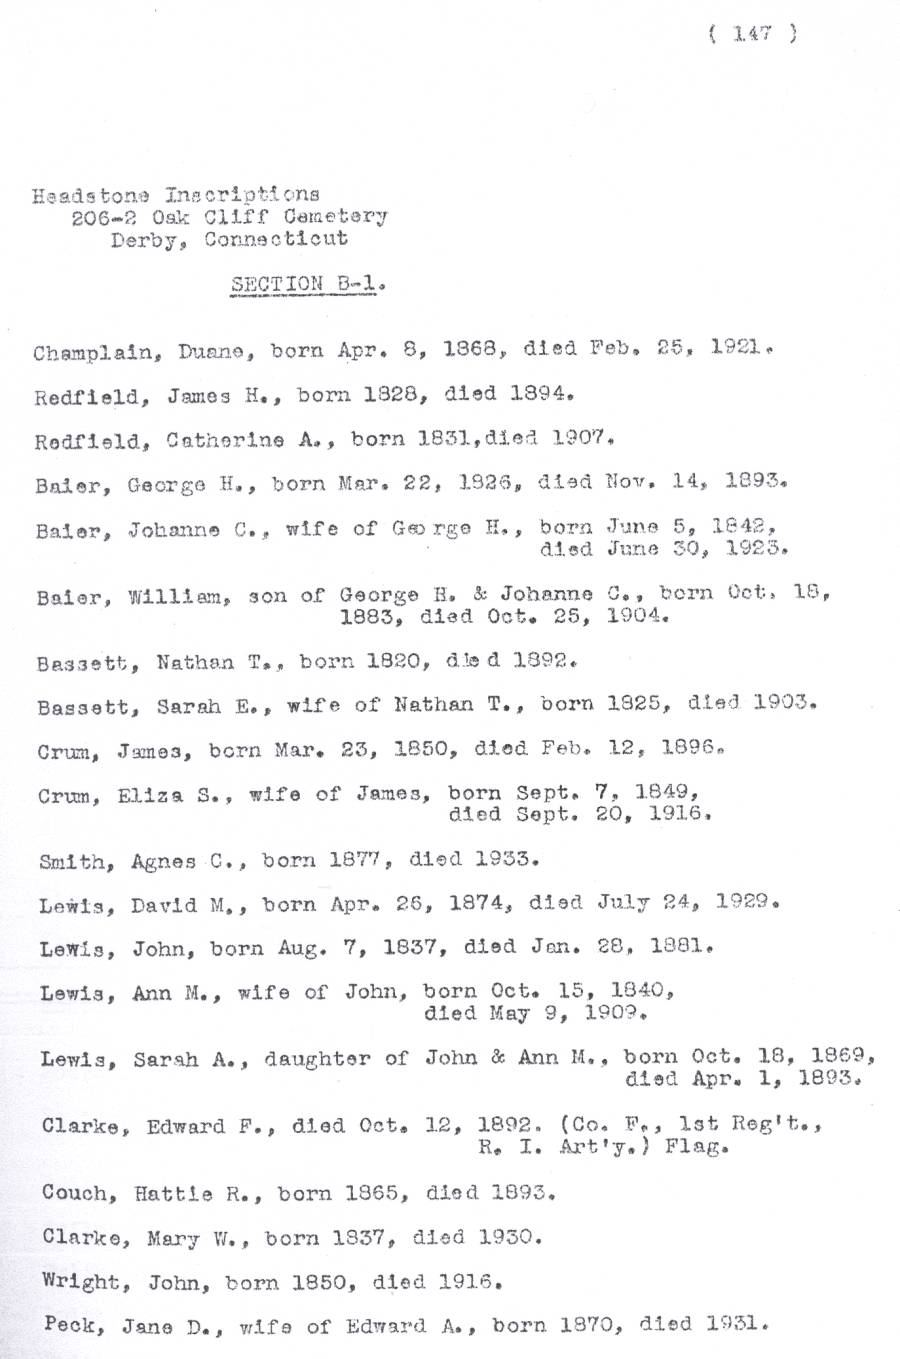 ( 147 )
Headstone Inscriptions
206-2 Oak Cliff Cemetery
Derby, Connecticut
SECTION B-1.
Champlain, Duane, born Apr. 8, 1868, died Feb. 25, 1921.
Redfield, James H., born 1828, died 1894.
Redfield, Catherine A., born 1831,died 1907.
Baier, George H., born Mar. 22, 1826, died Nov. 14, 1893.
Baier, Johanne C., wife of George H., born June 5, 1842,
died June 30, 1923.
Baier, William, son of George H. & Johanne C., born Oct. 18,
1883, died Oct. 25, 1904.
Bassett, Nathan T., born 1820, died 1892.
Bassett, Sarah E., wife of Nathan T., born 1825, died 1903.
Crum, James, born Mar. 23, 1850, died Feb. 12, 1896.
Crum, Eliza S., wife of James, born Sept. 7, 1849,
died Sept. 20, 1916.
Smith, Agnes C., born 1877, died 1933.
Lewis, David M., born Apr. 26, 1874, died July 24, 1929.
Lewis, John, born Aug. 7, 1837, died Jan. 28, 1881.
Lewis, Ann M., wife of John, born Oct. 15, 1840,
died May 9, 1909.
Lewis, Sarah A., daughter of John & Ann M., born Oct. 18, 1869,
died Apr. 1, 1893.
Clarke, Edward F., died Oct. 12, 1892. (Co. F., 1st Reg't.,
R. I. Art'y.) Flag.
Couch, Hattie R., born 1865, died 1893.
Clarke, Mary W., born 1837, died 1930.
Wright, John, born 1850, died 1916.
Peck, Jane D., wife of Edward A., born 1870, died 1931.